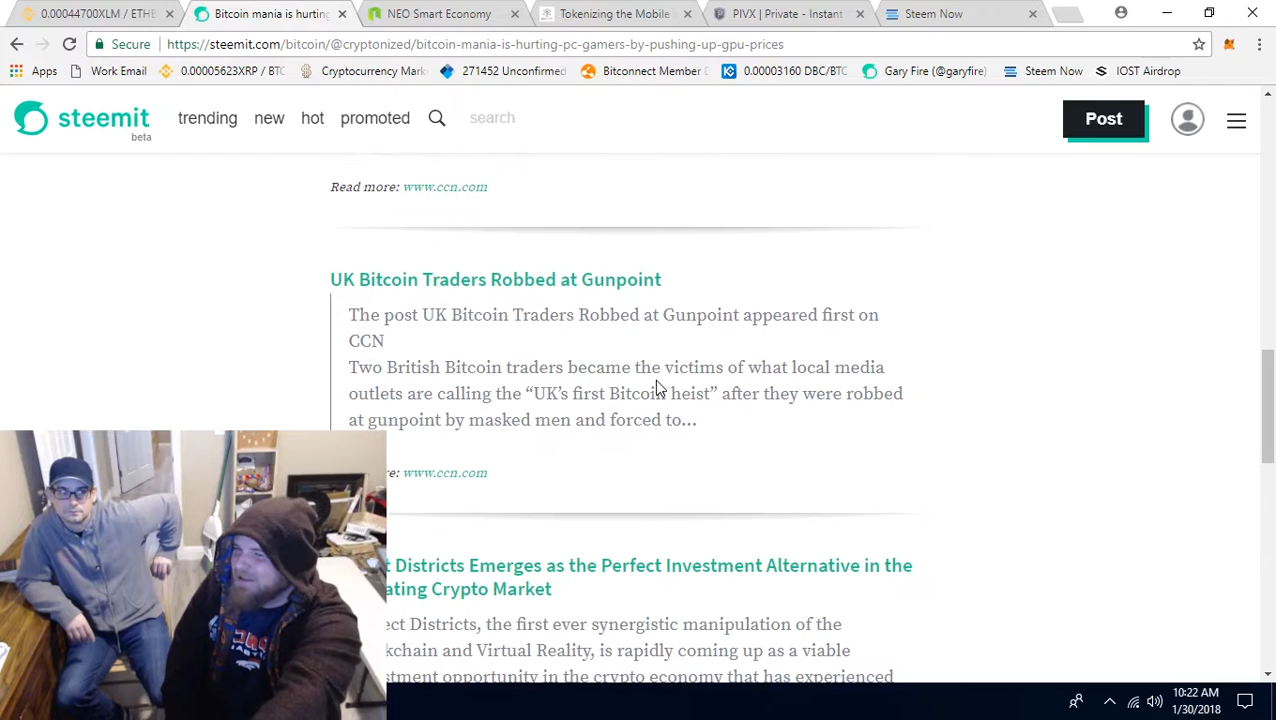 0.00044700XLM / ETHE
Bitcoin mania is hurting
NEO Smart Economy
Tokenizing the Mobile
PIVX | Private - Instant
Steem Now
Secure https://steemit.com/bitcoin/@cryptonized/bitcoin-mania-is-hurting-pc-gamers-by-pushing-up-gpu-prices
Apps Work Email 0.00005623XRP / BTC Cryptocurrency Mark 271452 Unconfirmed Bitconnect Member D 0.00003160 DBC/BTC Gary Fire (@garyfire) Steem Now IOST Airdrop
steemit
beta
trending new hot promoted search
Post
Read more: www.ccn.com
UK Bitcoin Traders Robbed at Gunpoint
The post UK Bitcoin Traders Robbed at Gunpoint appeared first on
CCN
Two British Bitcoin traders became the victims of what local media
outlets are calling the “UK’s first Bitcoin heist” after they were robbed
at gunpoint by masked men and forced to…
www.ccn.com
Districts Emerges as the Perfect Investment Alternative in the
Crypto Market
Districts, the first ever synergistic manipulation of the
and Virtual Reality, is rapidly coming up as a viable
opportunity in the crypto economy that has experienced
10:22 AM
1/30/2018